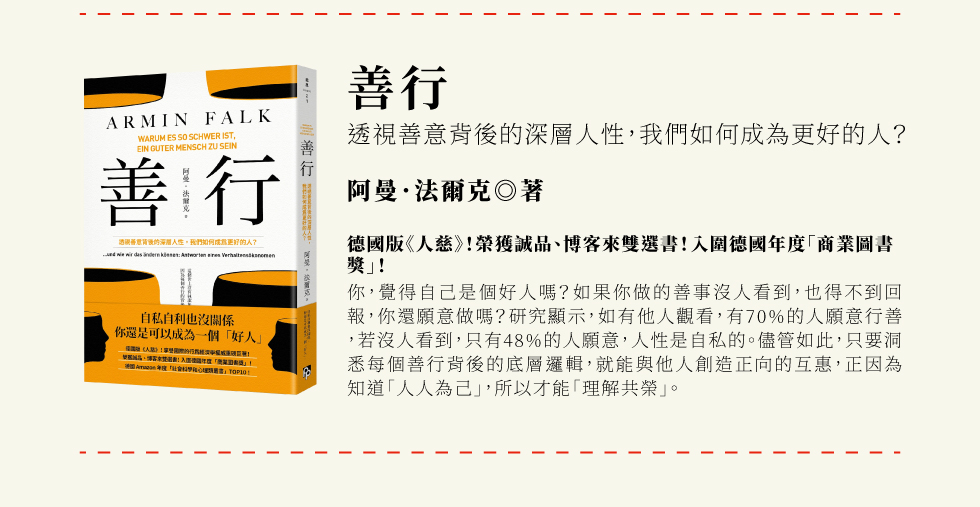 ARMIN FALK
WARUM ES SO SCHWER IST,
EIN GUTER MENSCH ZU SEIN
善行
阿曼·法爾克 著
透視善意背後的深層人性,我們如何成為更好的人?
...und wie wir das ändern können: Antworten eines Verhaltensökonomen
自私自利也沒關係
你還是可以成為一個「好人」
善行
阿曼·法爾克 著
善行
透視善意背後的深層人性,我們如何成為更好的人?
阿曼·法爾克◎著
德國版《人慈》!榮獲誠品、博客來雙選書!入圍德國年度「商業圖書
獎」!
你,覺得自己是個好人嗎?如果你做的善事沒人看到,也得不到回
報,你還願意做嗎?研究顯示,如有他人觀看,有70%的人願意行善
,若沒人看到,只有48%的人願意,人性是自私的。儘管如此,只要洞
悉每個善行背後的底層邏輯,就能與他人創造正向的互惠,正因為
知道「人人為己」,所以才能「理解共榮」。